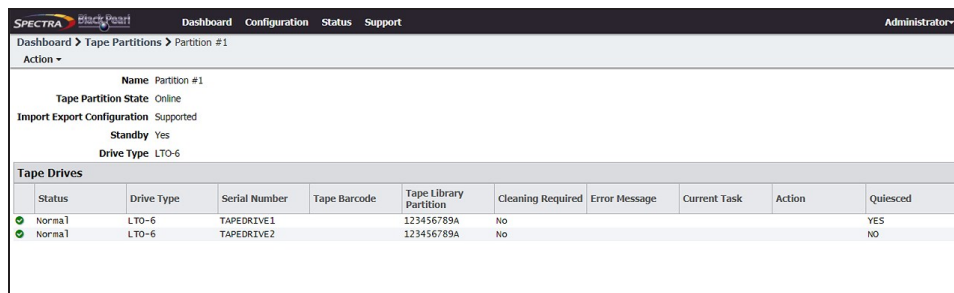 SPECTRA BlackPearl Dashboard Configuration Status Support Administrator
Dashboard > Tape Partitions > Partition #1
Action
Name Partition #1
Tape Partition State Online
Import Export Configuration Supported
Standby Yes
Drive Type LTO-6
Tape Drives
Status Drive Type Serial Number Tape Barcode Tape Library Partition Cleaning Required Error Message Current Task Action Quiesced
Normal LTO-6 TAPEDRIVE1 123456789A No YES
Normal LTO-6 TAPEDRIVE2 123456789A No NO